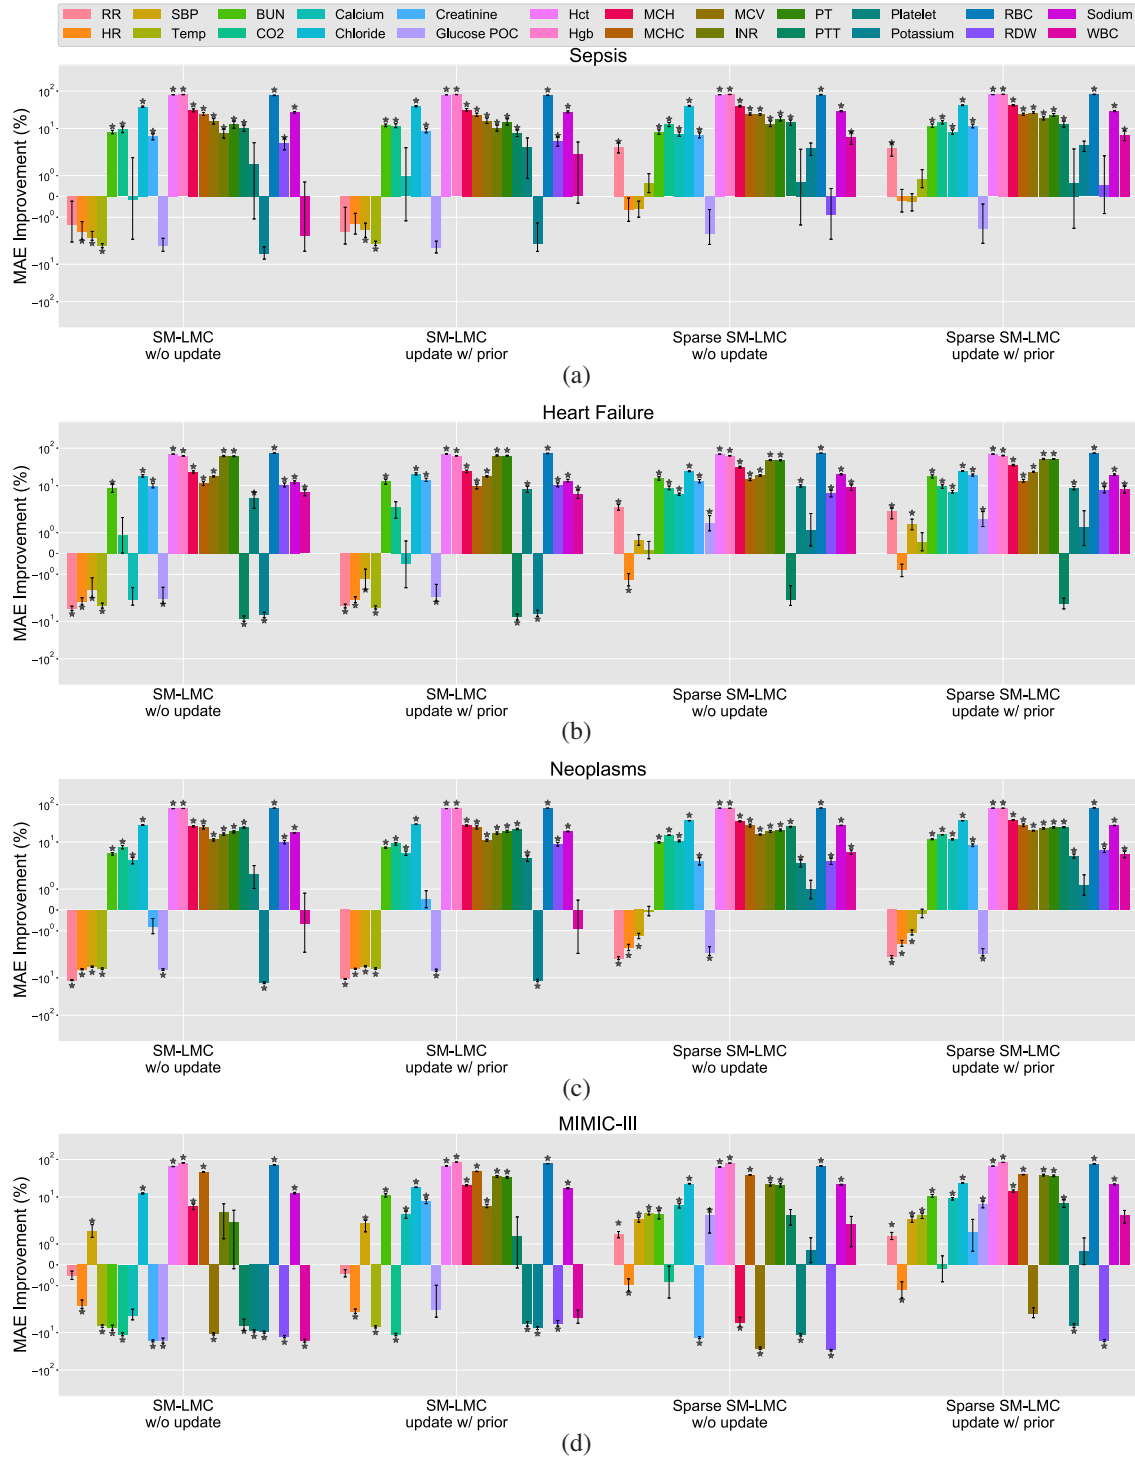 RR SBP BUN Calcium Creatinine Hct MCH MCV PT Platelet RBC Sodium
HR Temp CO2 Chloride Glucose POC Hgb MCHC INR PTT Potassium RDW WBC
Sepsis
MAE Improvement (%)
10²
10¹
10⁰
0
−10⁰
−10¹
−10²
SM-LMC SM-LMC Sparse SM-LMC Sparse SM-LMC
w/o update update w/ prior w/o update update w/ prior
(a)
Heart Failure
MAE Improvement (%)
10²
10¹
10⁰
0
−10⁰
−10¹
−10²
SM-LMC SM-LMC Sparse SM-LMC Sparse SM-LMC
w/o update update w/ prior w/o update update w/ prior
(b)
Neoplasms
MAE Improvement (%)
10²
10¹
10⁰
0
−10⁰
−10¹
−10²
SM-LMC SM-LMC Sparse SM-LMC Sparse SM-LMC
w/o update update w/ prior w/o update update w/ prior
(c)
MIMIC-III
MAE Improvement (%)
10²
10¹
10⁰
0
−10⁰
−10¹
−10²
SM-LMC SM-LMC Sparse SM-LMC Sparse SM-LMC
w/o update update w/ prior w/o update update w/ prior
(d)